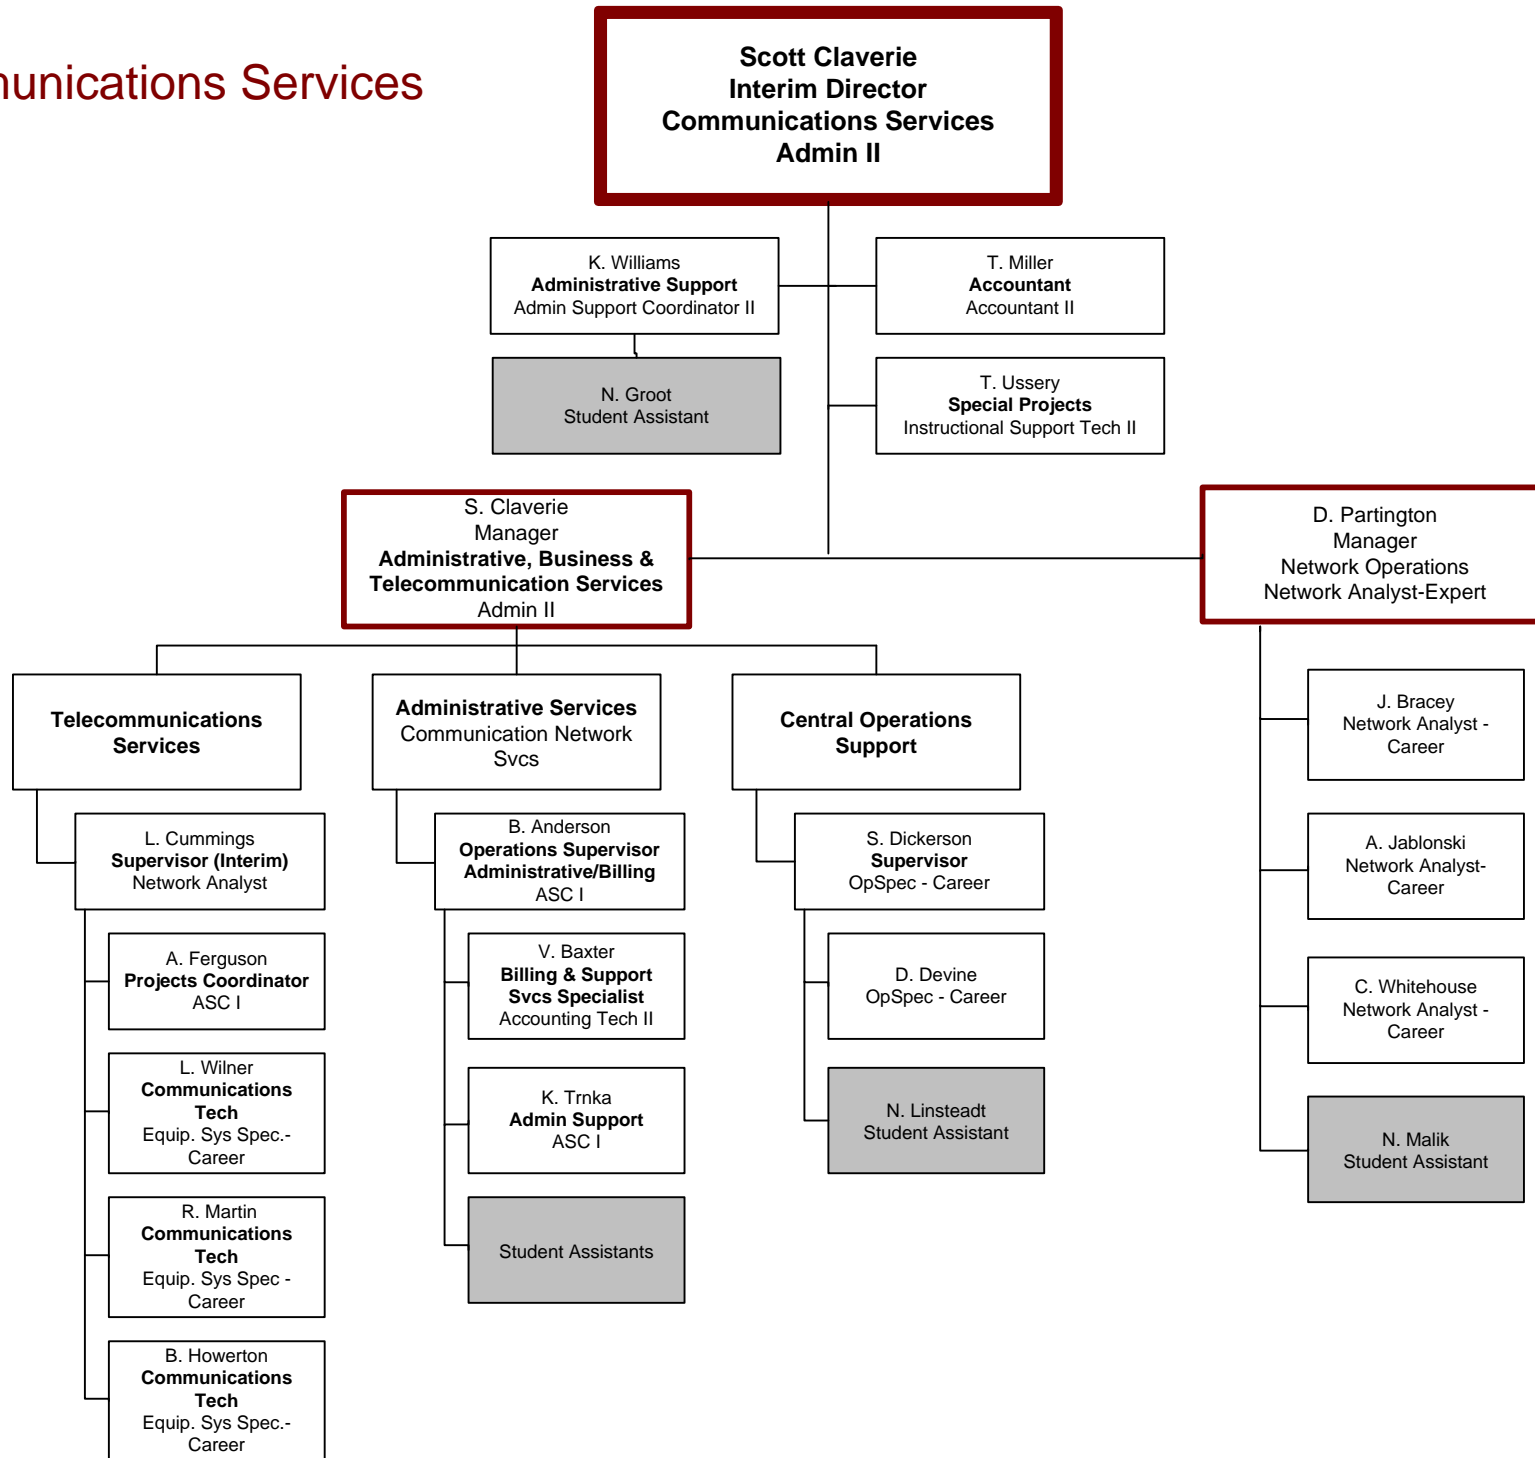 munications Services
Scott Claverie
Interim Director
Communications Services
Admin II
K. Williams
Administrative Support
Admin Support Coordinator II
T. Miller
Accountant
Accountant II
N. Groot
Student Assistant
T. Ussery
Special Projects
Instructional Support Tech II
S. Claverie
Manager
Administrative, Business &
Telecommunication Services
Admin II
D. Partington
Manager
Network Operations
Network Analyst-Expert
Telecommunications
Services
Administrative Services
Communication Network
Svcs
Central Operations
Support
L. Cummings
Supervisor (Interim)
Network Analyst
A. Ferguson
Projects Coordinator
ASC I
L. Wilner
Communications
Tech
Equip. Sys Spec.-
Career
R. Martin
Communications
Tech
Equip. Sys Spec -
Career
B. Howerton
Communications
Tech
Equip. Sys Spec.-
Career
B. Anderson
Operations Supervisor
Administrative/Billing
ASC I
V. Baxter
Billing & Support
Svcs Specialist
Accounting Tech II
K. Trnka
Admin Support
ASC I
Student Assistants
S. Dickerson
Supervisor
OpSpec - Career
D. Devine
OpSpec - Career
N. Linsteadt
Student Assistant
J. Bracey
Network Analyst -
Career
A. Jablonski
Network Analyst-
Career
C. Whitehouse
Network Analyst -
Career
N. Malik
Student Assistant